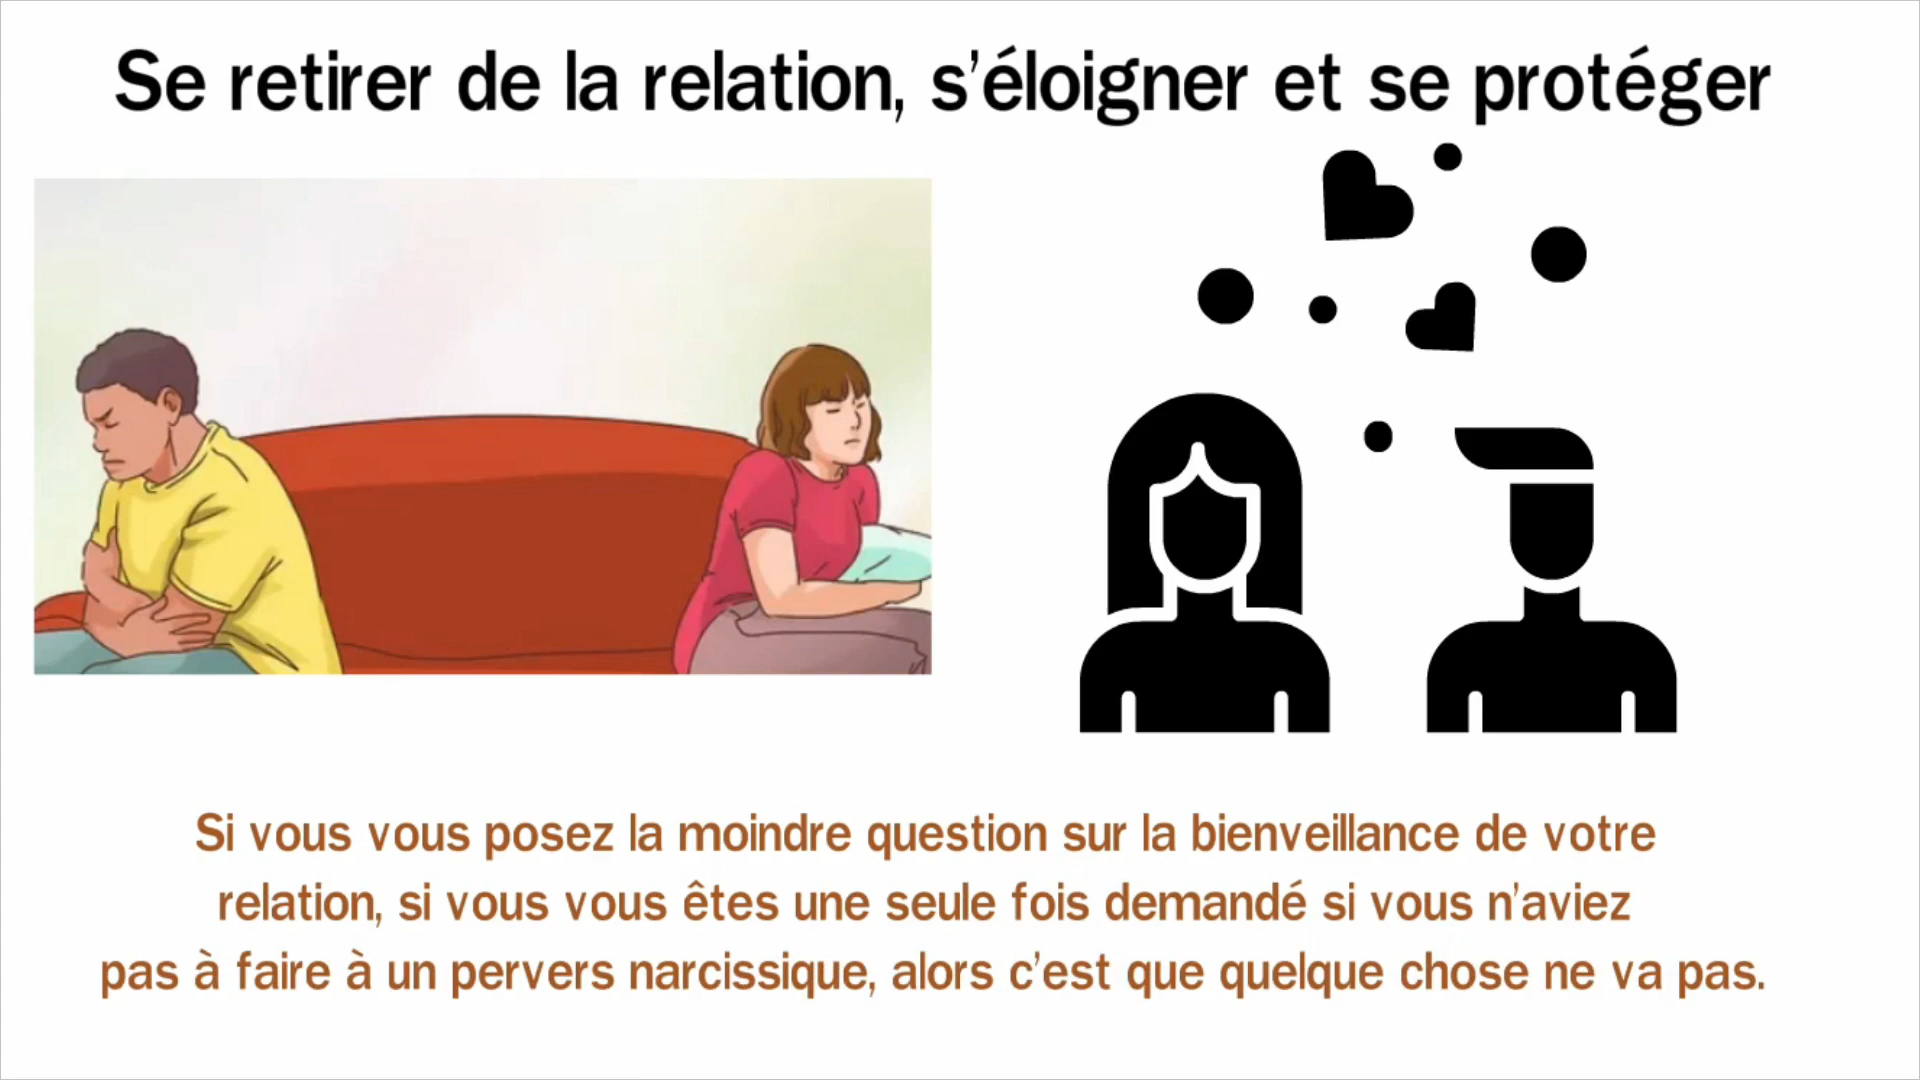 Se retirer de la relation, s’éloigner et se protéger
Si vous vous posez la moindre question sur la bienveillance de votre
relation, si vous vous êtes une seule fois demandé si vous n’aviez
pas à faire à un pervers narcissique, alors c’est que quelque chose ne va pas.